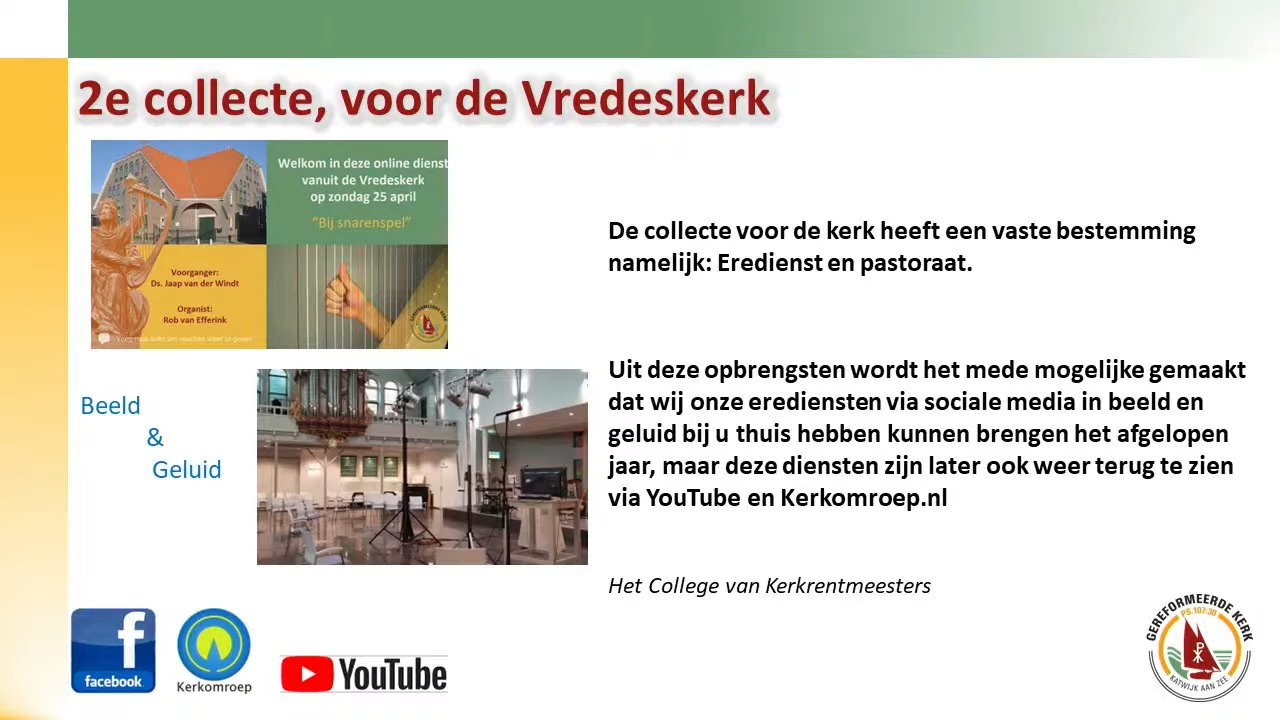 2e collecte, voor de Vredeskerk
Welkom in deze online dienst
vanuit de Vredeskerk
op zondag 25 april
“Bij snarenspel”
Voorganger:
Ds. Jaap van der Windt
Organist:
Rob van Efferink
Beeld
&
Geluid
De collecte voor de kerk heeft een vaste bestemming
namelijk: Eredienst en pastoraat.
Uit deze opbrengsten wordt het mede mogelijke gemaakt
dat wij onze erediensten via sociale media in beeld en
geluid bij u thuis hebben kunnen brengen het afgelopen
jaar, maar deze diensten zijn later ook weer terug te zien
via YouTube en Kerkomroep.nl
Het College van Kerkrentmeesters
f
facebook
Kerkomroep
YouTube
GEREFORMEERDE KERK
PS.107:30
KATWIJK AAN ZEE